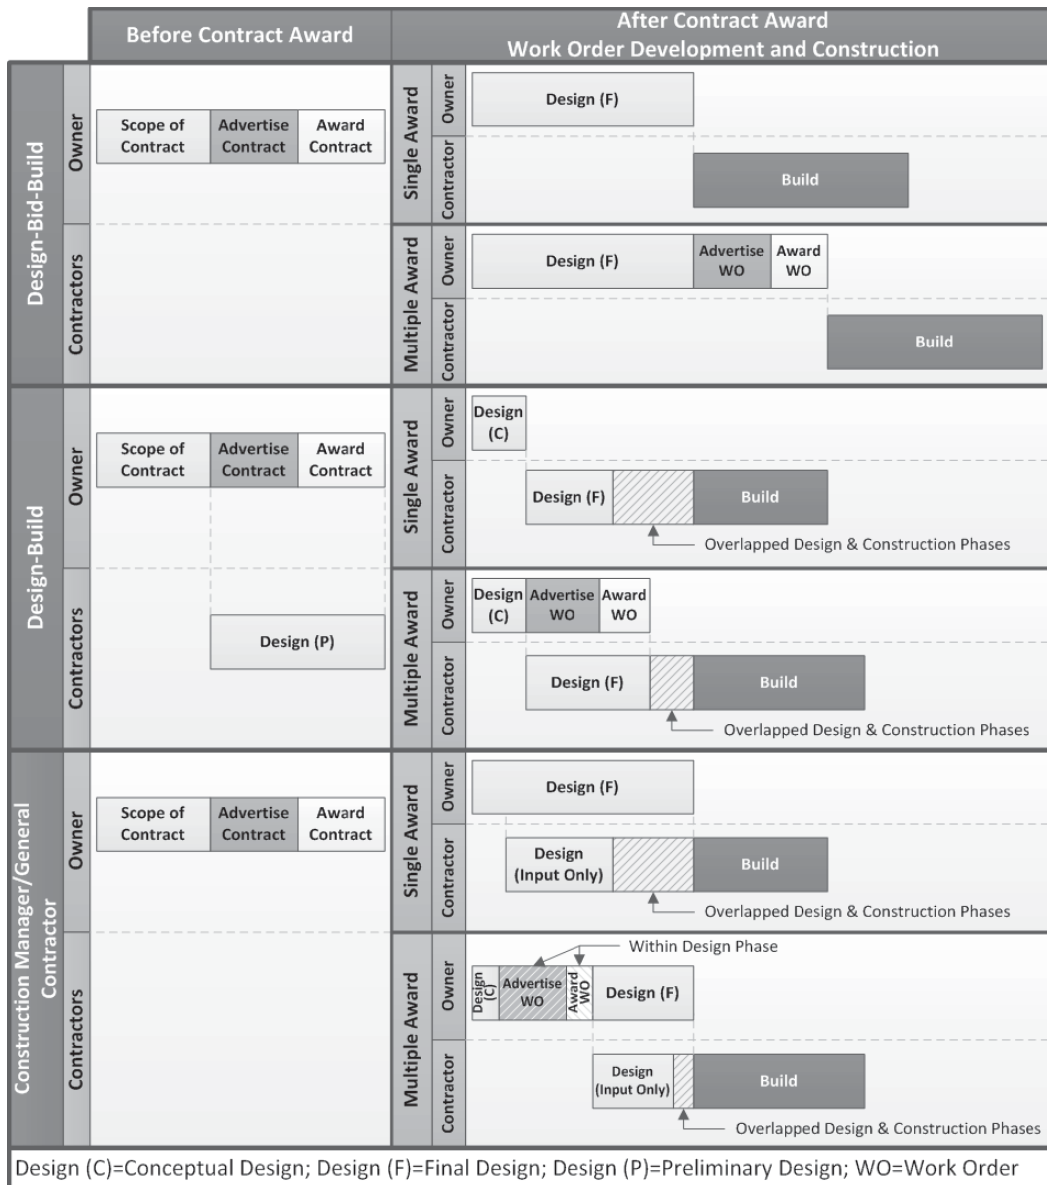 Before Contract Award
After Contract Award
Work Order Development and Construction
Design-Bid-Build
Owner
Scope of
Contract
Advertise
Contract
Award
Contract
Contractors
Single Award
Owner
Design (F)
Contractor
Build
Multiple Award
Owner
Design (F)
Advertise
WO
Award
WO
Contractor
Build
Design-Build
Owner
Scope of
Contract
Advertise
Contract
Award
Contract
Contractors
Design (P)
Single Award
Owner
Design
(C)
Contractor
Design (F)
Build
Overlapped Design & Construction Phases
Multiple Award
Owner
Design
(C)
Advertise
WO
Award
WO
Contractor
Design (F)
Build
Overlapped Design & Construction Phases
Construction Manager/General
Contractor
Owner
Scope of
Contract
Advertise
Contract
Award
Contract
Contractors
Single Award
Owner
Design (F)
Contractor
Design
(Input Only)
Build
Overlapped Design & Construction Phases
Multiple Award
Owner
Within Design Phase
Design
(C)
Advertise
WO
Award
WO
Design (F)
Contractor
Design
(Input Only)
Build
Overlapped Design & Construction Phases
Design (C)=Conceptual Design; Design (F)=Final Design; Design (P)=Preliminary Design; WO=Work Order